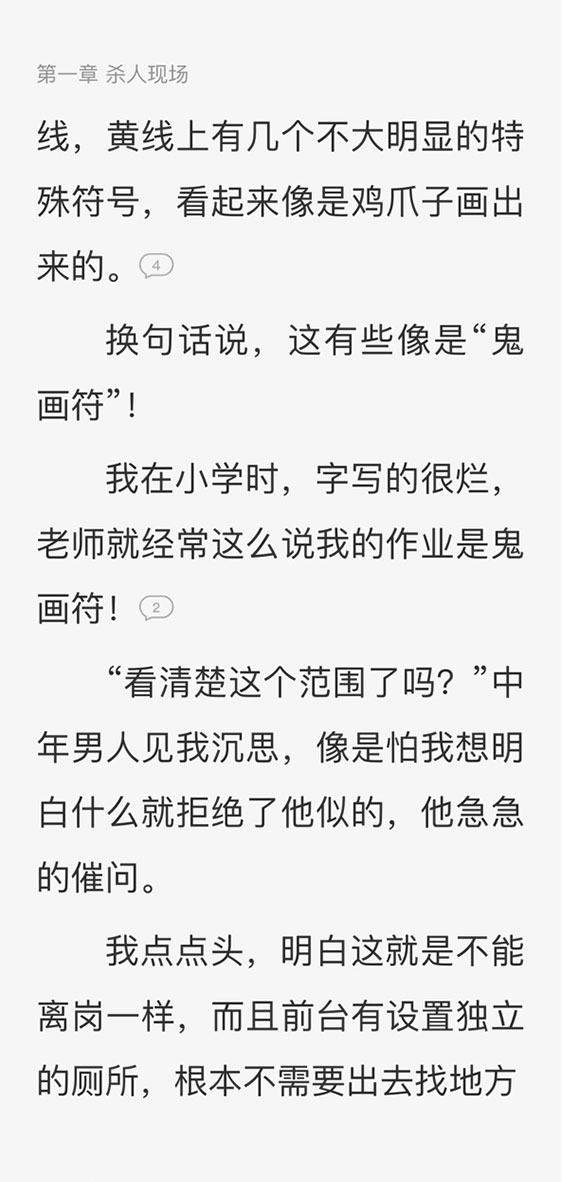 第一章 杀人现场
线，黄线上有几个不大明显的特
殊符号，看起来像是鸡爪子画出
来的。4
换句话说，这有些像是“鬼
画符”！
我在小学时，字写的很烂，
老师就经常这么说我的作业是鬼
画符！2
“看清楚这个范围了吗？”中
年男人见我沉思，像是怕我想明
白什么就拒绝了他似的，他急急
的催问。
我点点头，明白这就是不能
离岗一样，而且前台有设置独立
的厕所，根本不需要出去找地方